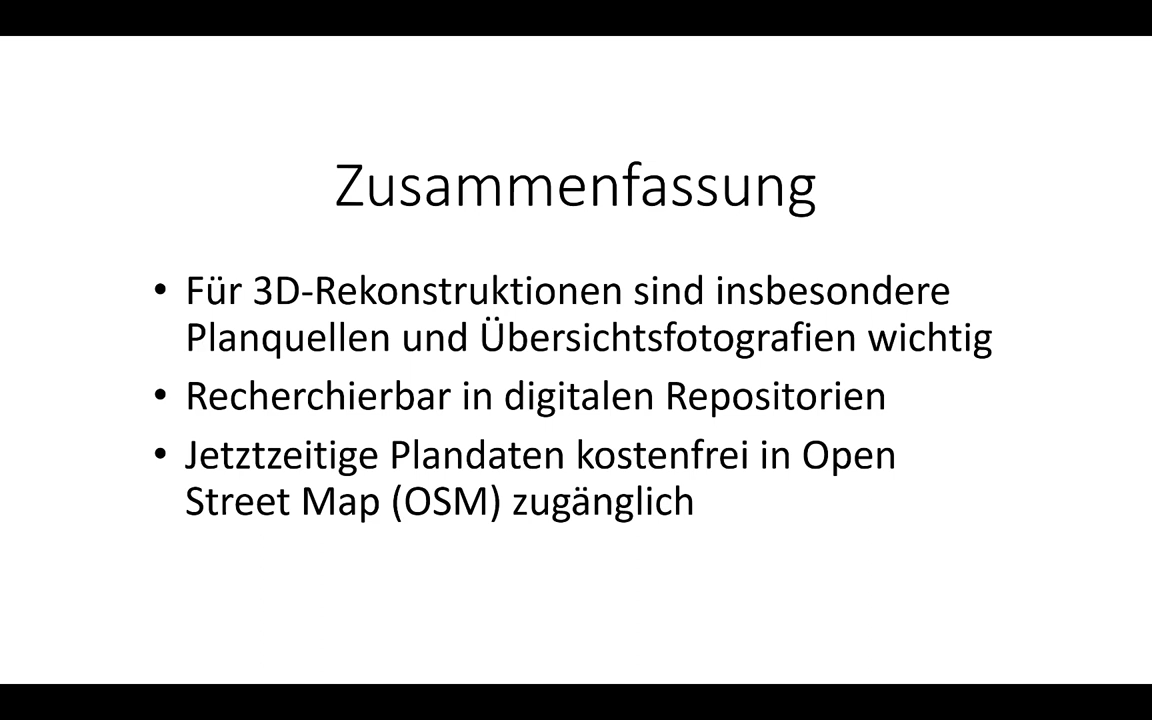 Zusammenfassung
• Für 3D-Rekonstruktionen sind insbesondere
Planquellen und Übersichtsfotografien wichtig
• Recherchierbar in digitalen Repositorien
• Jetztzeitige Plandaten kostenfrei in Open
Street Map (OSM) zugänglich